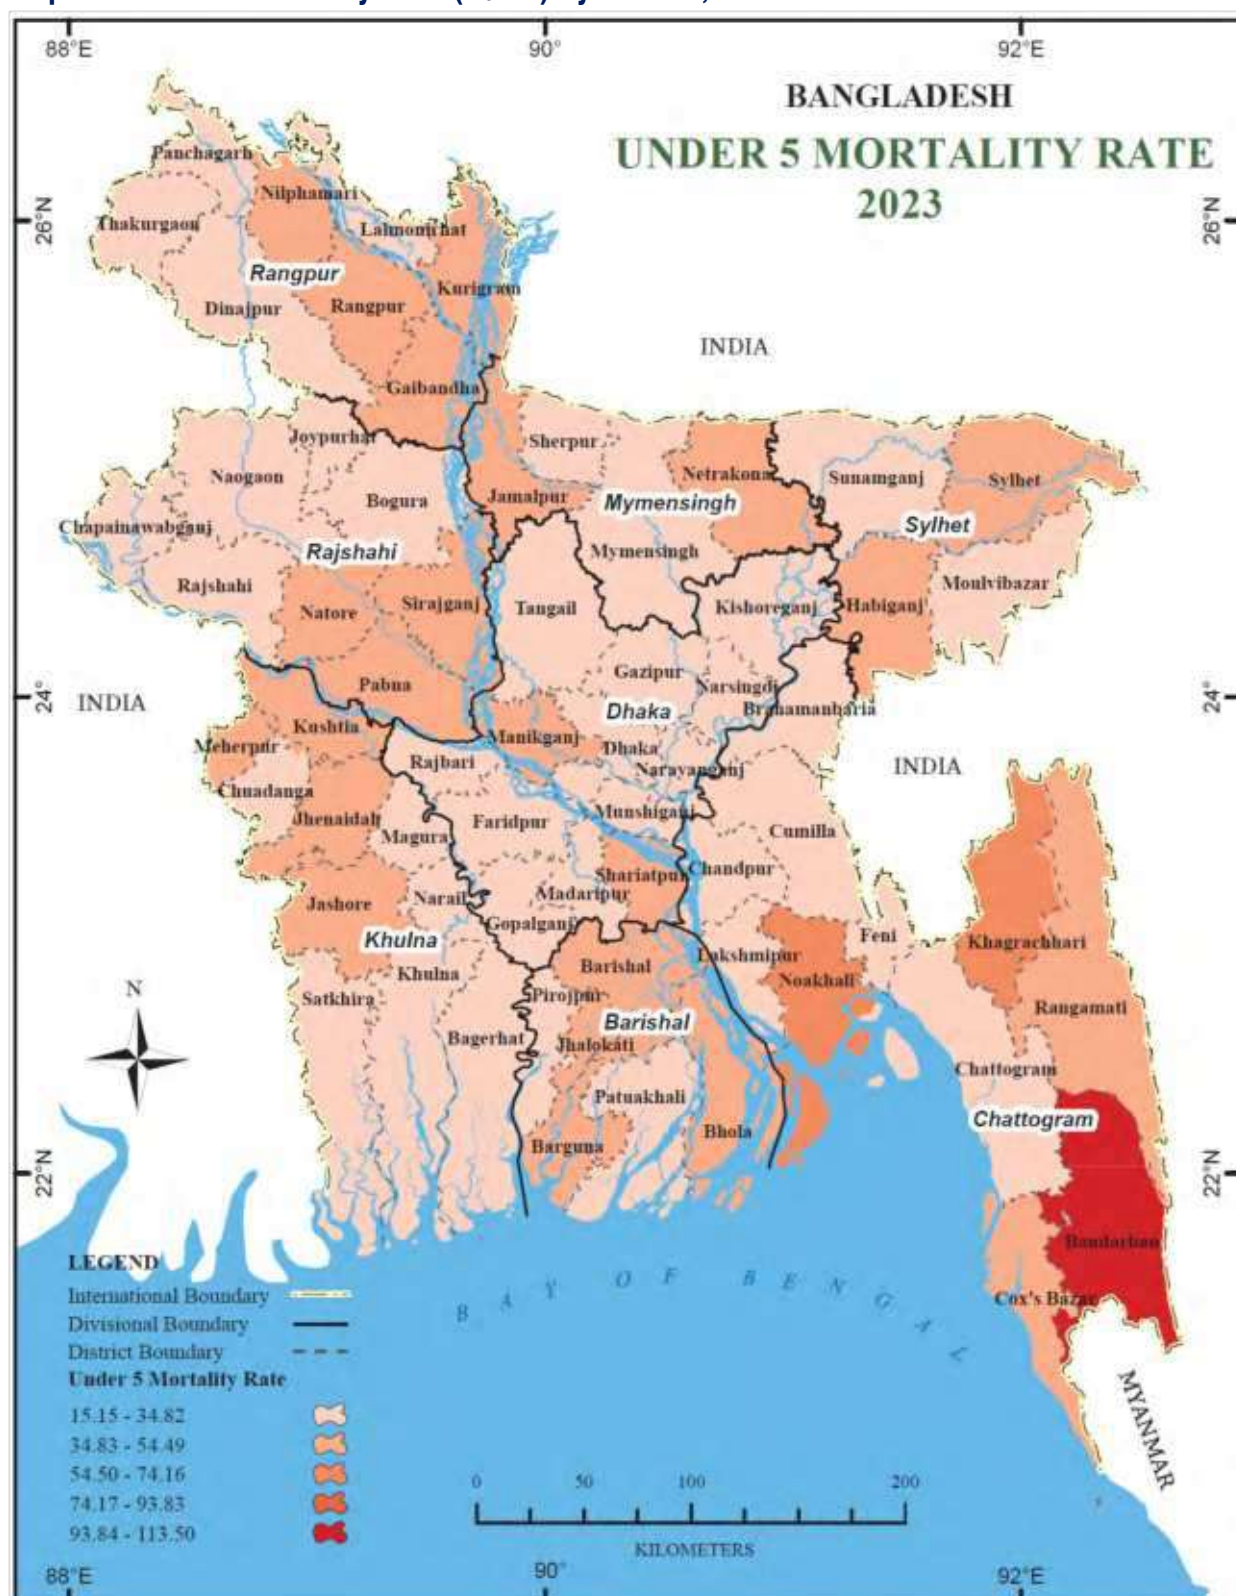 88°E 90° 92°E
BANGLADESH
UNDER 5 MORTALITY RATE
2023
26°N 26°N
Panchagarh
Nilphamari
Thakurgaon
Lalmonirhat
Rangpur
Kurigram
Dinajpur
Rangpur
INDIA
Gaibandha
Joypurhat
Sherpur
Naogaon
Netrakona
Sunamganj
Sylhet
Bogura
Jamalpur
Mymensingh
Chapainawabganj
Sylhet
Rajshahi
Mymensingh
Rajshahi
Moulvibazar
Natore
Sirajganj
Tangail
Kishoreganj
Habiganj
Gazipur
Pabna
Narsingdi
24° INDIA 24°
Dhaka
Brahamanbaria
Kushtia
Meherpur
Manikganj
Dhaka
Rajbari
Narayanganj
INDIA
Chuadanga
Jhenaidah
Faridpur
Munshiganj
Magura
Cumilla
Shariatpur
Chandpur
Jashore
Narail
Madaripur
Gopalganj
Khulna
Feni
Khagrachhari
Lakshmipur
Khulna
Barishal
Noakhali
N
Satkhira
Pirojpur
Rangamati
Barishal
Bagerhat
Jhalokati
Chattogram
Patuakhali
Chattogram
Barguna
Bhola
22°N 22°N
Bandarban
Cox's Bazar
BAY OF BENGAL
MYANMAR
LEGEND
International Boundary
Divisional Boundary
District Boundary
Under 5 Mortality Rate
15.15 - 34.82
34.83 - 54.49
54.50 - 74.16
74.17 - 93.83
93.84 - 113.50
0 50 100 200
KILOMETERS
88°E 90° 92°E